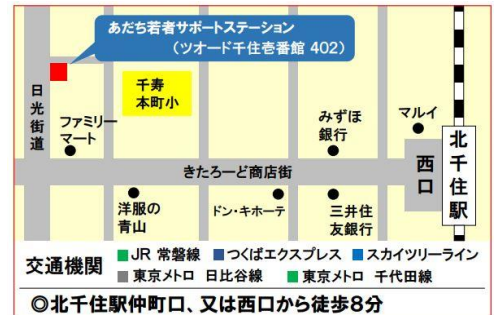 あだち若者サポートステーション
(ツオード千住壱番館 402)
日光街道
千寿
本町小
ファミリー
マート
みずほ
銀行
マルイ
北千住駅
西口
きたろーど商店街
洋服の
青山
ドン・キホーテ
三井住
友銀行
交通機関
JR 常磐線 つくばエクスプレス スカイツリーライン
東京メトロ 日比谷線 東京メトロ 千代田線
◎北千住駅仲町口、又は西口から徒歩8分